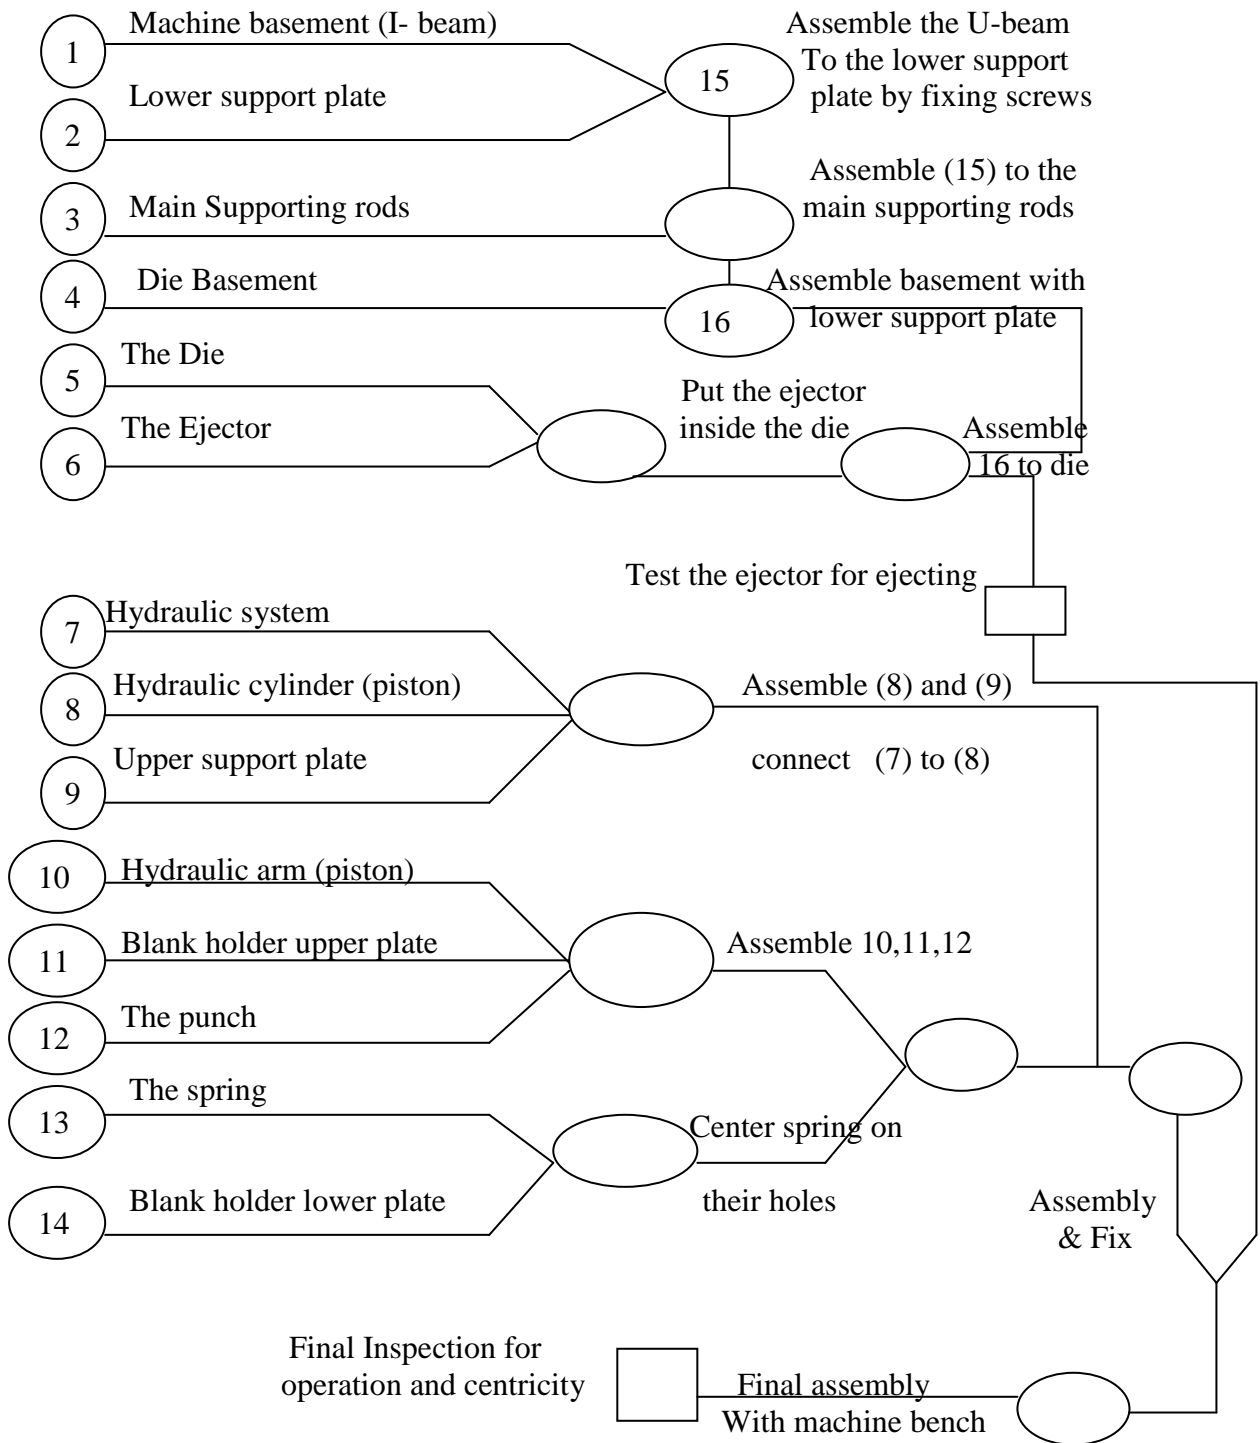 Machine basement (I- beam)
1
Lower support plate
2
15
Assemble the U-beam
To the lower support
plate by fixing screws
3
Main Supporting rods
Assemble (15) to the
main supporting rods
4
Die Basement
16
Assemble basement with
lower support plate
The Die
5
The Ejector
6
Put the ejector
inside the die
Assemble
16 to die
Test the ejector for ejecting
7
Hydraulic system
Hydraulic cylinder (piston)
8
Upper support plate
9
Assemble (8) and (9)
connect (7) to (8)
10
Hydraulic arm (piston)
11
Blank holder upper plate
12
The punch
Assemble 10,11,12
The spring
13
Blank holder lower plate
14
Center spring on
their holes
Assembly
& Fix
Final Inspection for
operation and centricity
Final assembly
With machine bench